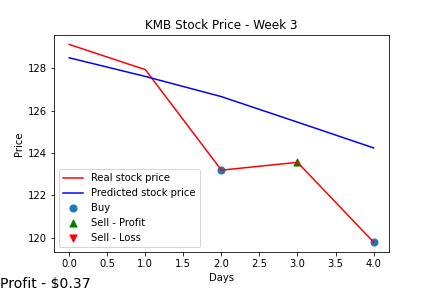 KMB Stock Price - Week 3
Price
128
126
124
122
120
Real stock price
Predicted stock price
Buy
Sell - Profit
Sell - Loss
0.0 0.5 1.0 1.5 2.0 2.5 3.0 3.5 4.0
Days
Profit - $0.37